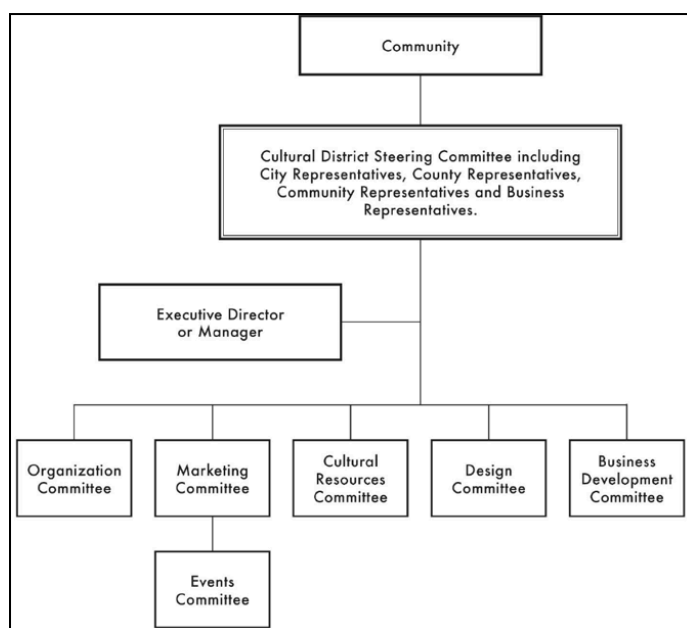 Community
Cultural District Steering Committee including
City Representatives, County Representatives,
Community Representatives and Business
Representatives.
Executive Director
or Manager
Organization
Committee
Marketing
Committee
Cultural
Resources
Committee
Design
Committee
Business
Development
Committee
Events
Committee